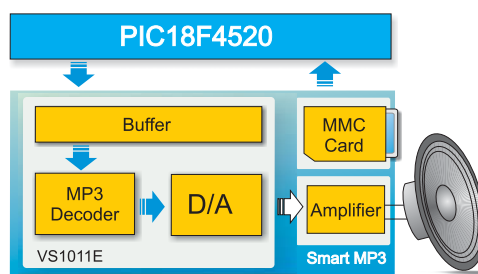 PIC18F4520
Buffer
MMC
Card
MP3
Decoder
D/A
Amplifier
VS1011E
Smart MP3